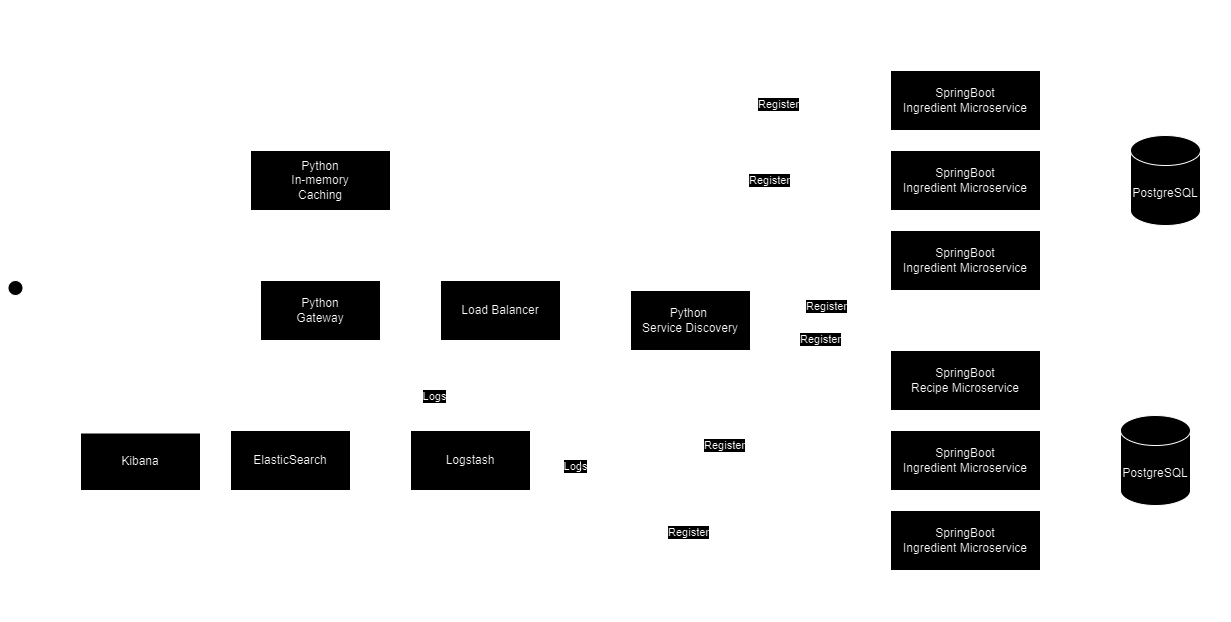 SpringBoot
Ingredient Microservice
Register
Python
In-memory
Caching
Register
SpringBoot
Ingredient Microservice
PostgreSQL
SpringBoot
Ingredient Microservice
Python
Gateway
Load Balancer
Python
Service Discovery
Register
Register
SpringBoot
Recipe Microservice
Logs
Kibana
ElasticSearch
Logstash
Logs
Register
SpringBoot
Ingredient Microservice
PostgreSQL
Register
SpringBoot
Ingredient Microservice